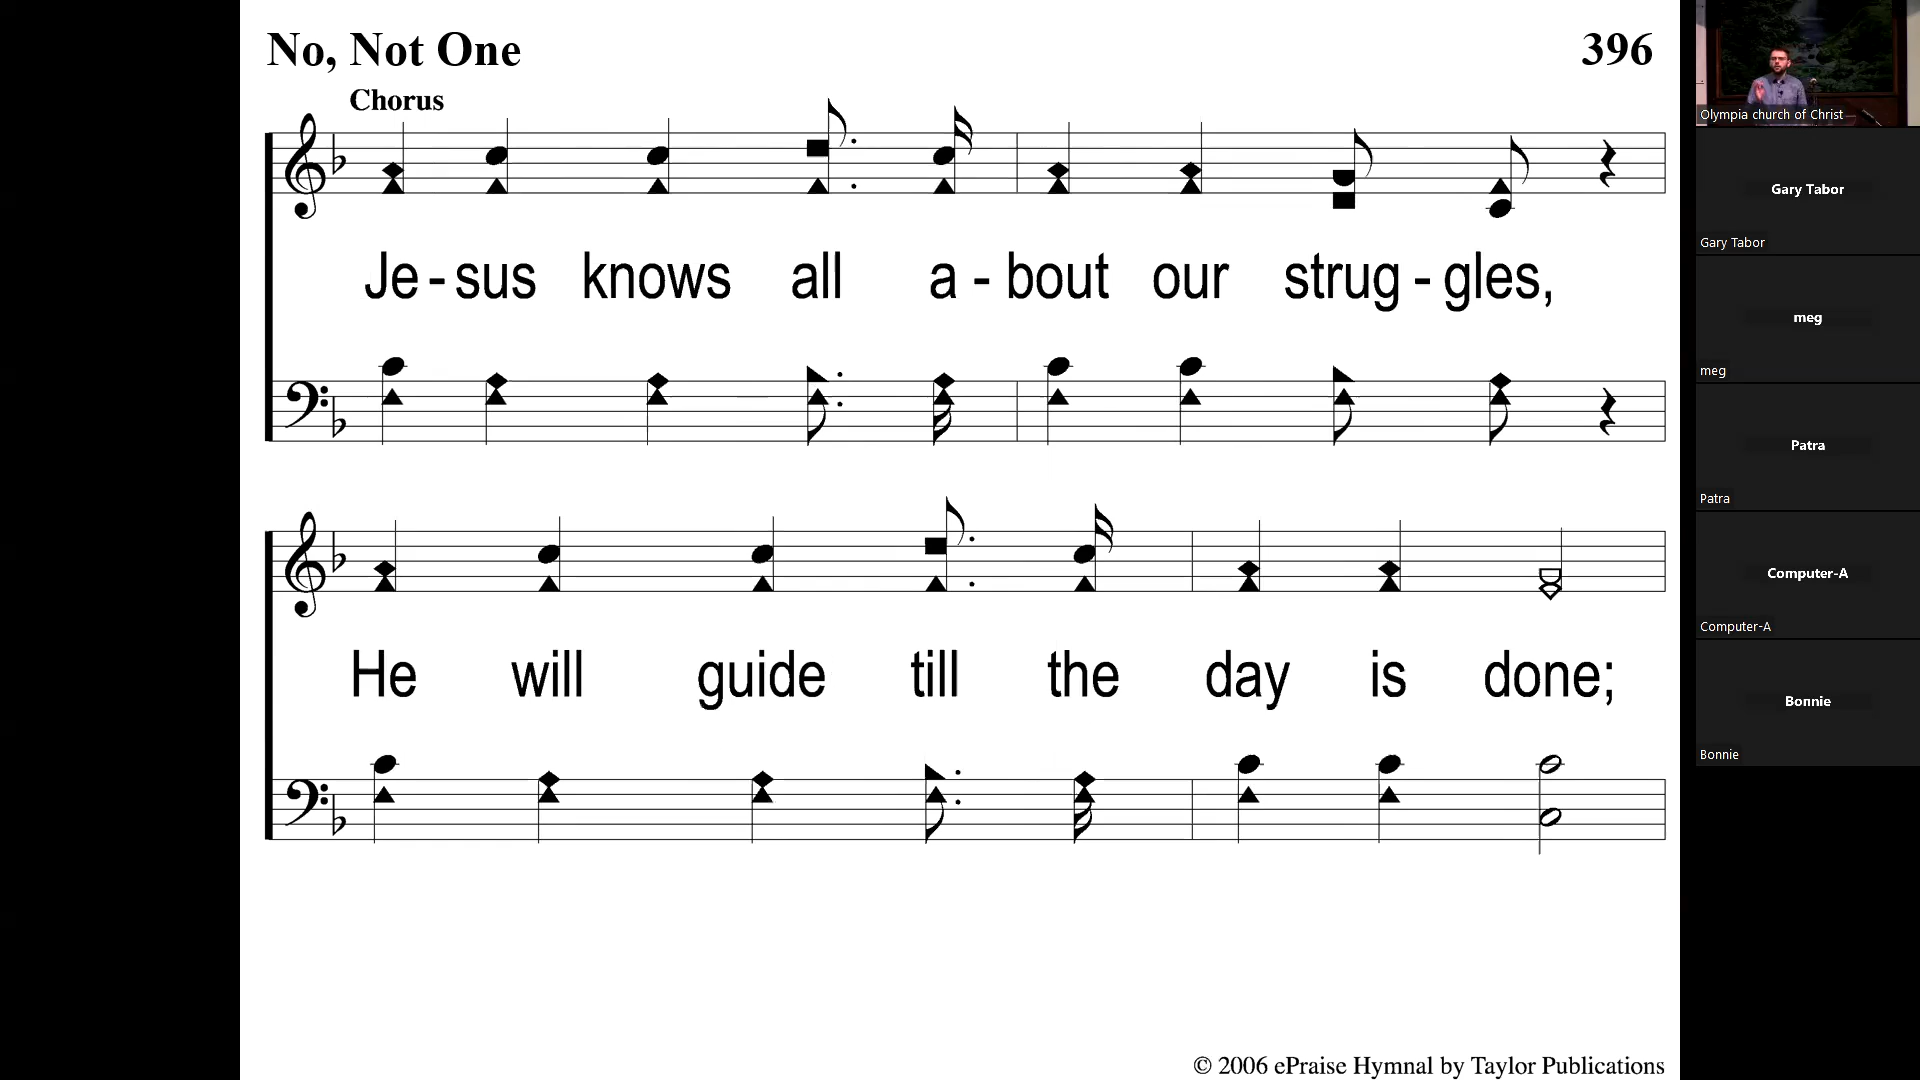 No, Not One
396
Chorus
Je - sus knows all a - bout our strug - gles,
He will guide till the day is done;
© 2006 ePraise Hymnal by Taylor Publications
Olympia church of Christ
Gary Tabor
Gary Tabor
meg
meg
Patra
Patra
Computer-A
Computer-A
Bonnie
Bonnie